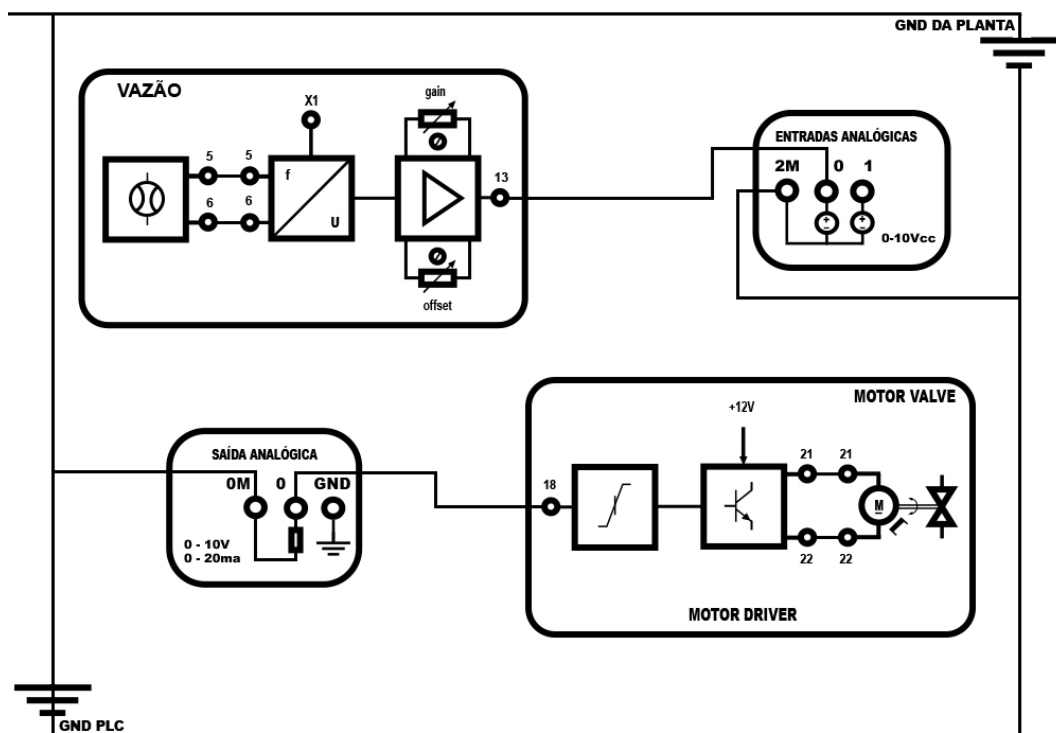 GND DA PLANTA
VAZÃO
X1
gain
5 5
f
6 6
U
13
offset
ENTRADAS ANALÓGICAS
2M 0 1
0-10Vcc
MOTOR VALVE
+12V
21 21
18
M
22 22
MOTOR DRIVER
SAÍDA ANALÓGICA
0M 0 GND
0 - 10V
0 - 20ma
GND PLC